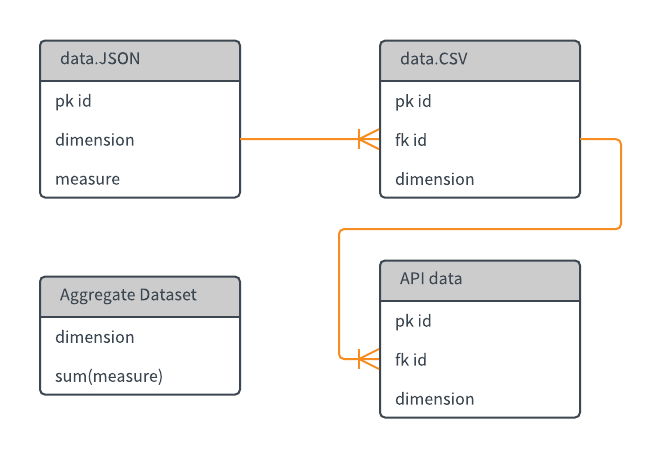 data.JSON
pk id
dimension
measure
data.CSV
pk id
fk id
dimension
Aggregate Dataset
dimension
sum(measure)
API data
pk id
fk id
dimension